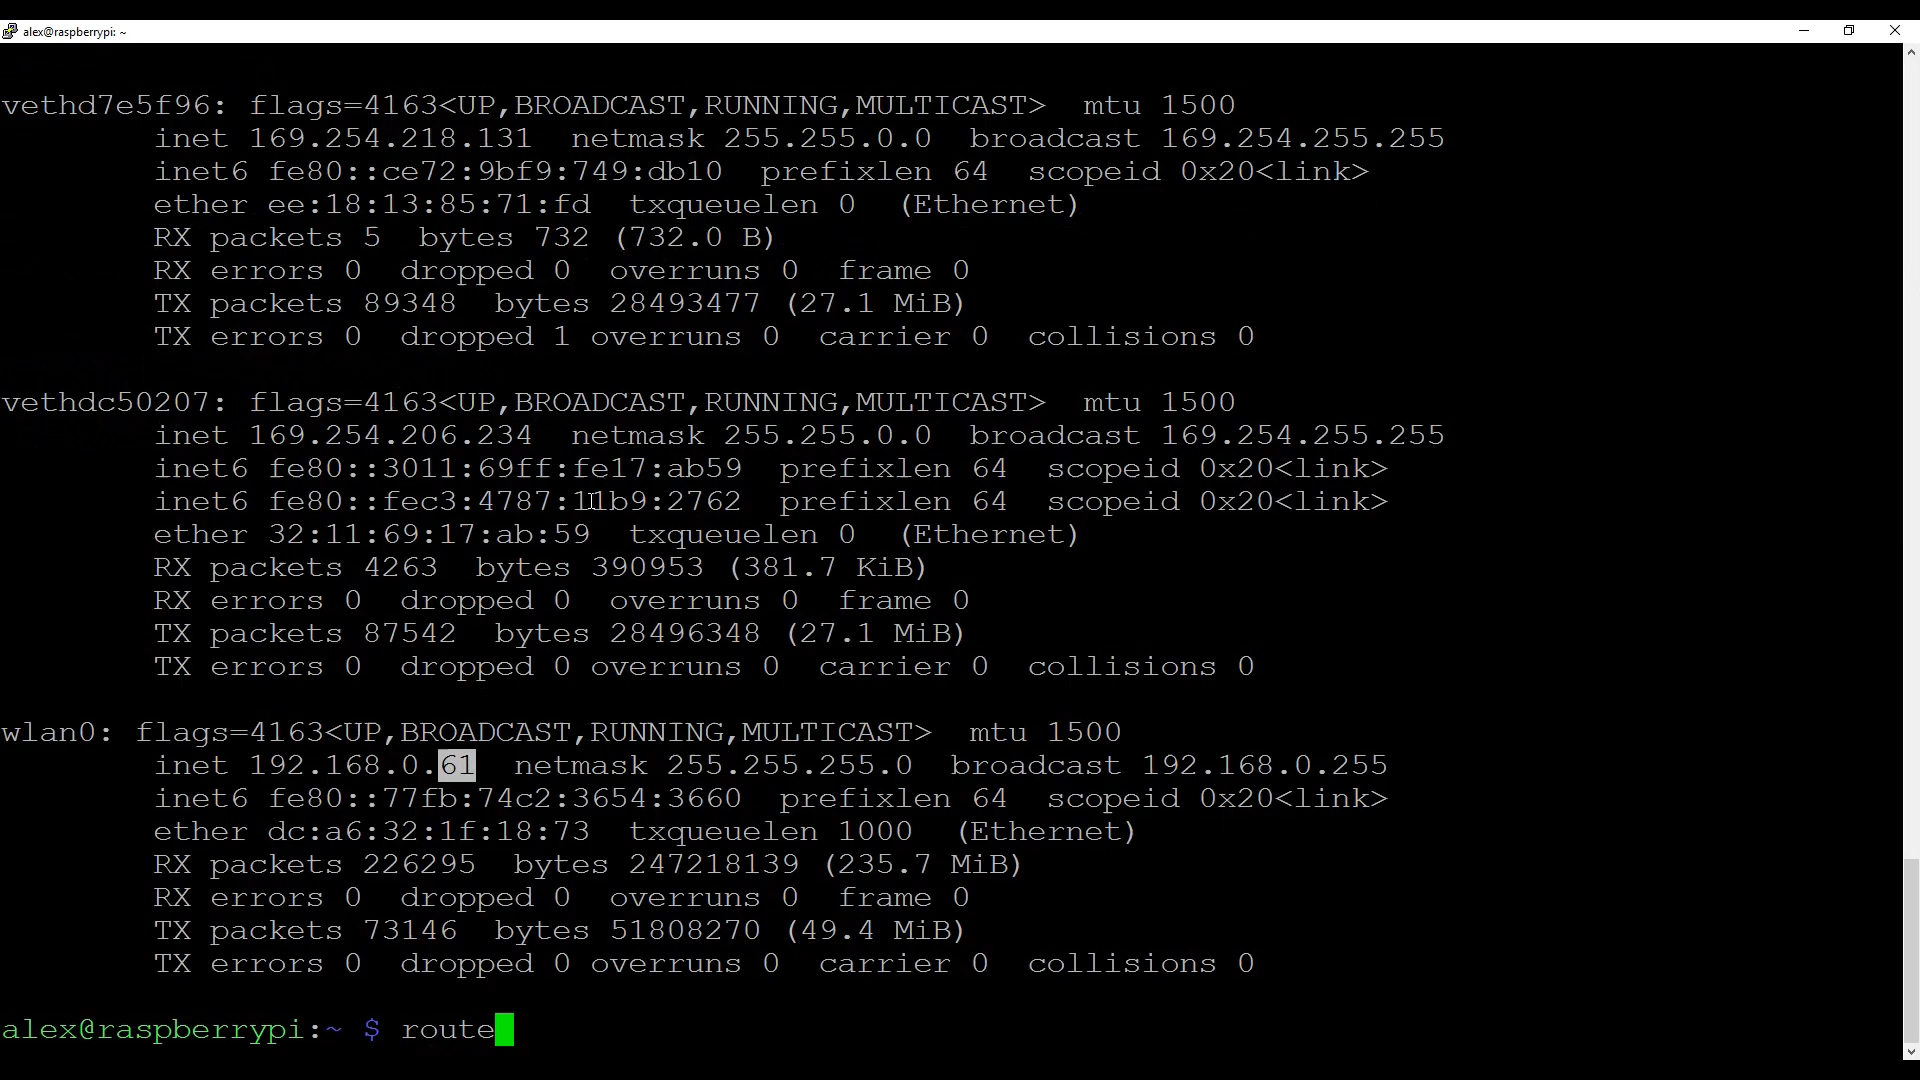 alex@raspberrypi: ~
vethd7e5f96: flags=4163<UP,BROADCAST,RUNNING,MULTICAST>  mtu 1500
inet 169.254.218.131  netmask 255.255.0.0  broadcast 169.254.255.255
inet6 fe80::ce72:9bf9:749:db10  prefixlen 64  scopeid 0x20<link>
ether ee:18:13:85:71:fd  txqueuelen 0  (Ethernet)
RX packets 5  bytes 732 (732.0 B)
RX errors 0  dropped 0  overruns 0  frame 0
TX packets 89348  bytes 28493477 (27.1 MiB)
TX errors 0  dropped 1 overruns 0  carrier 0  collisions 0
vethdc50207: flags=4163<UP,BROADCAST,RUNNING,MULTICAST>  mtu 1500
inet 169.254.206.234  netmask 255.255.0.0  broadcast 169.254.255.255
inet6 fe80::3011:69ff:fe17:ab59  prefixlen 64  scopeid 0x20<link>
inet6 fe80::fec3:4787:11b9:2762  prefixlen 64  scopeid 0x20<link>
ether 32:11:69:17:ab:59  txqueuelen 0  (Ethernet)
RX packets 4263  bytes 390953 (381.7 KiB)
RX errors 0  dropped 0  overruns 0  frame 0
TX packets 87542  bytes 28496348 (27.1 MiB)
TX errors 0  dropped 0 overruns 0  carrier 0  collisions 0
wlan0: flags=4163<UP,BROADCAST,RUNNING,MULTICAST>  mtu 1500
inet 192.168.0.61  netmask 255.255.255.0  broadcast 192.168.0.255
inet6 fe80::77fb:74c2:3654:3660  prefixlen 64  scopeid 0x20<link>
ether dc:a6:32:1f:18:73  txqueuelen 1000  (Ethernet)
RX packets 226295  bytes 247218139 (235.7 MiB)
RX errors 0  dropped 0  overruns 0  frame 0
TX packets 73146  bytes 51808270 (49.4 MiB)
TX errors 0  dropped 0 overruns 0  carrier 0  collisions 0
alex@raspberrypi:~ $ route